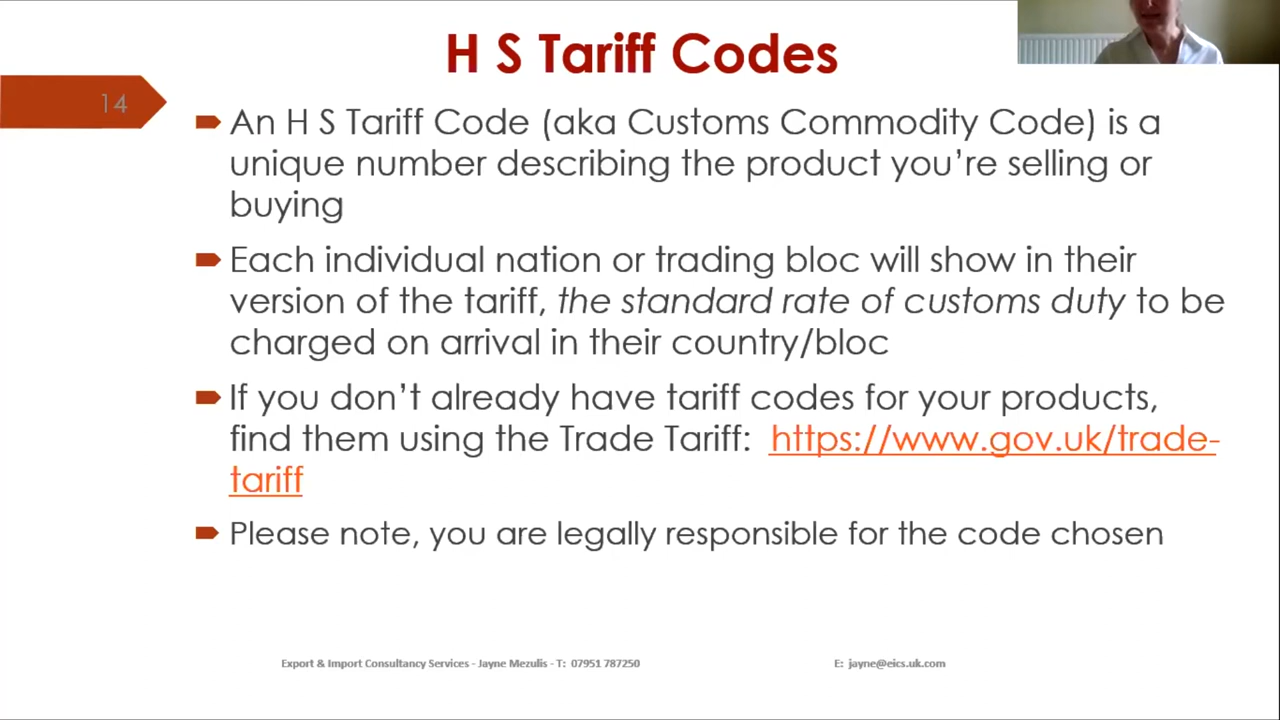 H S Tariff Codes
14
An H S Tariff Code (aka Customs Commodity Code) is a
unique number describing the product you're selling or
buying
Each individual nation or trading bloc will show in their
version of the tariff, the standard rate of customs duty to be
charged on arrival in their country/bloc
If you don't already have tariff codes for your products,
find them using the Trade Tariff: https://www.gov.uk/trade-
tariff
Please note, you are legally responsible for the code chosen
Export & Import Consultancy Services - Jayne Mezulis - T: 07951 787250 E: jayne@eics.uk.com